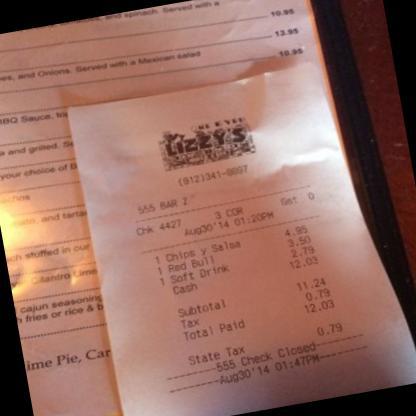 and spinach. Served with a
10.95
13.95
and Onions. Served with a Mexican salad
10.95
BBQ Sauce,
and grilled.
your choice of B
and
stuffed in our
Cilantro Lime
cajun seasoning
fries or rice & b
ime Pie, Car
LIZZY'S
(912)341-8897
555 BAR 2
Chk 4427 3 COR Gst 0
Aug30'14 01:20PM
1 Chips y Salsa 4.95
1 Red Bull 3.50
1 Soft Drink 2.79
Cash 12.03
Subtotal 11.24
Tax 0.79
Total Paid 12.03
State Tax 0.79
555 Check Closed
Aug30'14 01:47PM